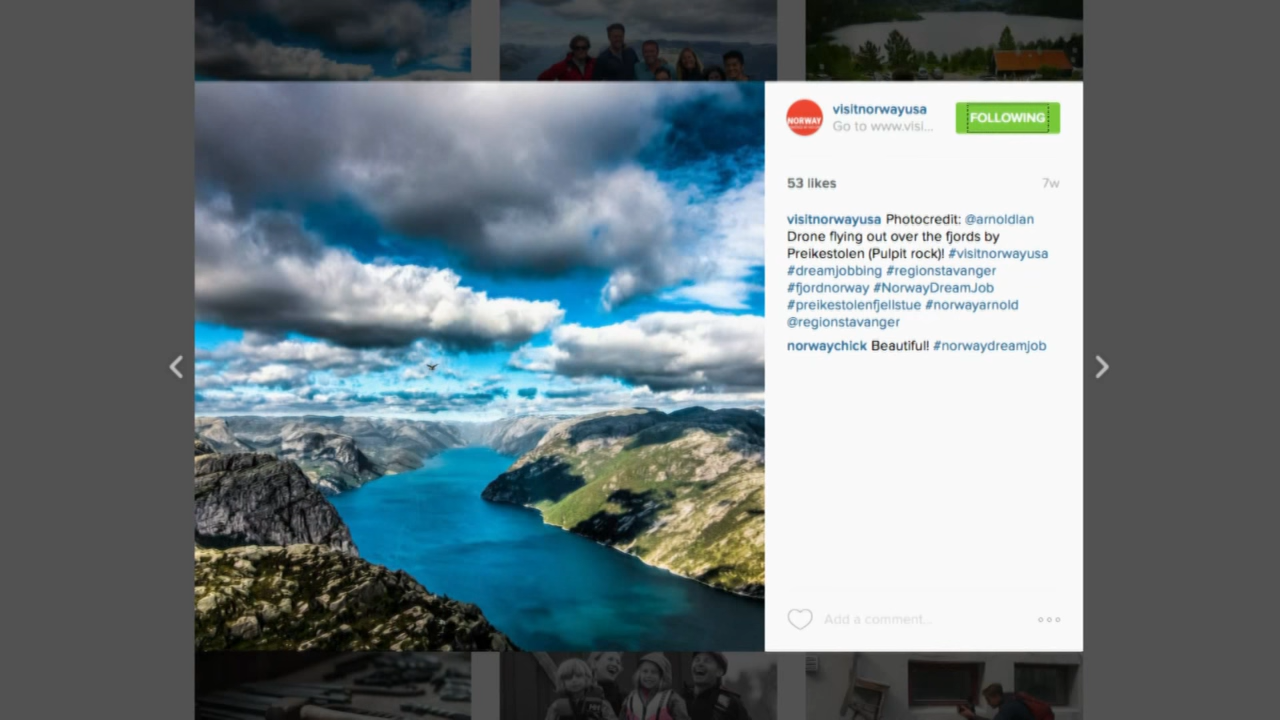 NORWAY
visitnorwayusa
Go to www.visi...
FOLLOWING
53 likes
7w
visitnorwayusa Photocredit: @arnoldlan
Drone flying out over the fjords by
Preikestolen (Pulpit rock)! #visitnorwayusa
#dreamjobbing #regionstavanger
#fjordnorway #NorwayDreamJob
#preikestolenfjellstue #norwayarnold
@regionstavanger
norwaychick Beautiful! #norwaydreamjob
Add a comment...